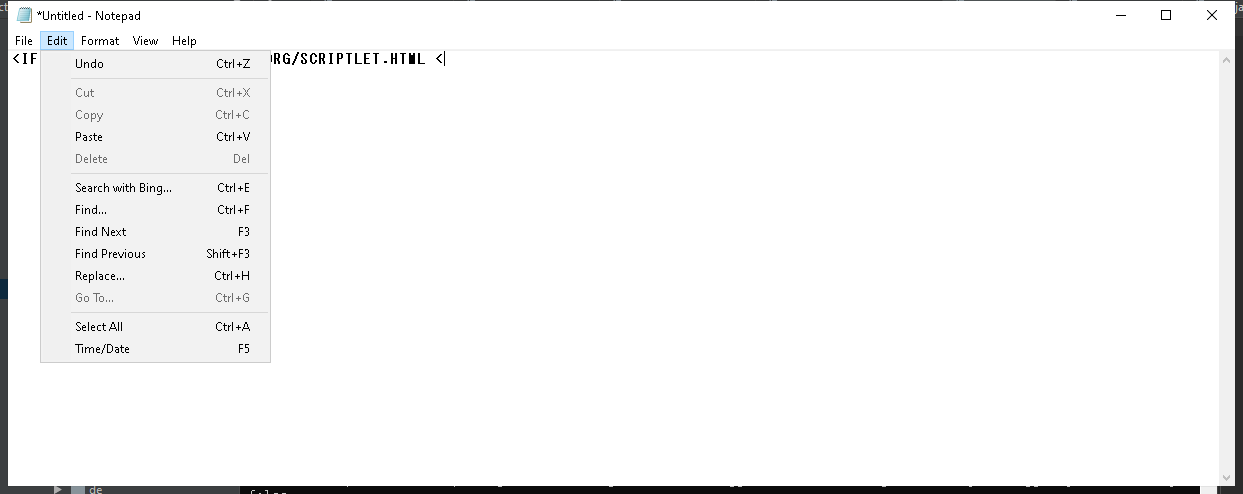 *Untitled - Notepad
File Edit Format View Help
<IF RG/SCRIPTLET.HTML <
Undo Ctrl+Z
Cut Ctrl+X
Copy Ctrl+C
Paste Ctrl+V
Delete Del
Search with Bing... Ctrl+E
Find... Ctrl+F
Find Next F3
Find Previous Shift+F3
Replace... Ctrl+H
Go To... Ctrl+G
Select All Ctrl+A
Time/Date F5
de